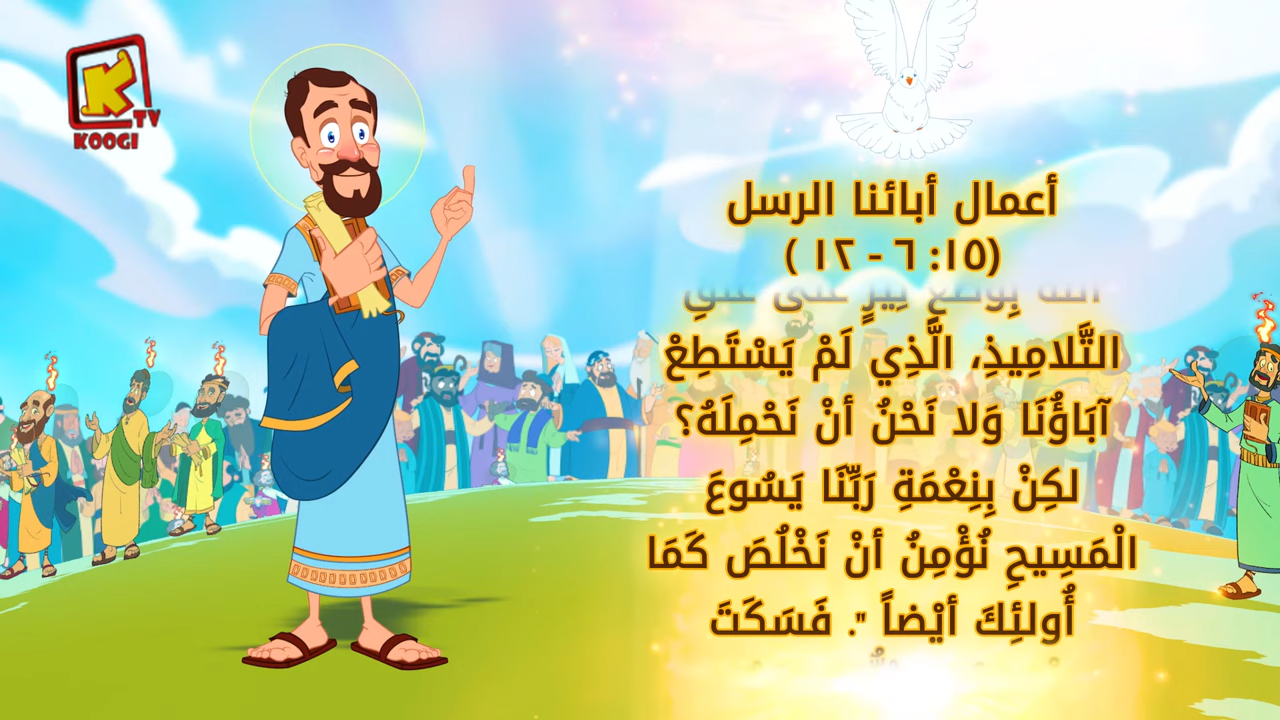 K TV
KOOGI
أعمال أبائنا الرسل
(١٥: ٦ - ١٢ )
التَّلامِيذِ، الَّذِي لَمْ يَسْتَطِعْ
آبَاؤُنَا وَلا نَحْنُ أنْ نَحْمِلَهُ؟
لكِنْ بِنِعْمَةِ رَبِّنَا يَسُوعَ
الْمَسِيحِ نُؤْمِنُ أنْ نَخْلُصَ كَمَا
أُولئِكَ أيْضاً ". فَسَكَتَ